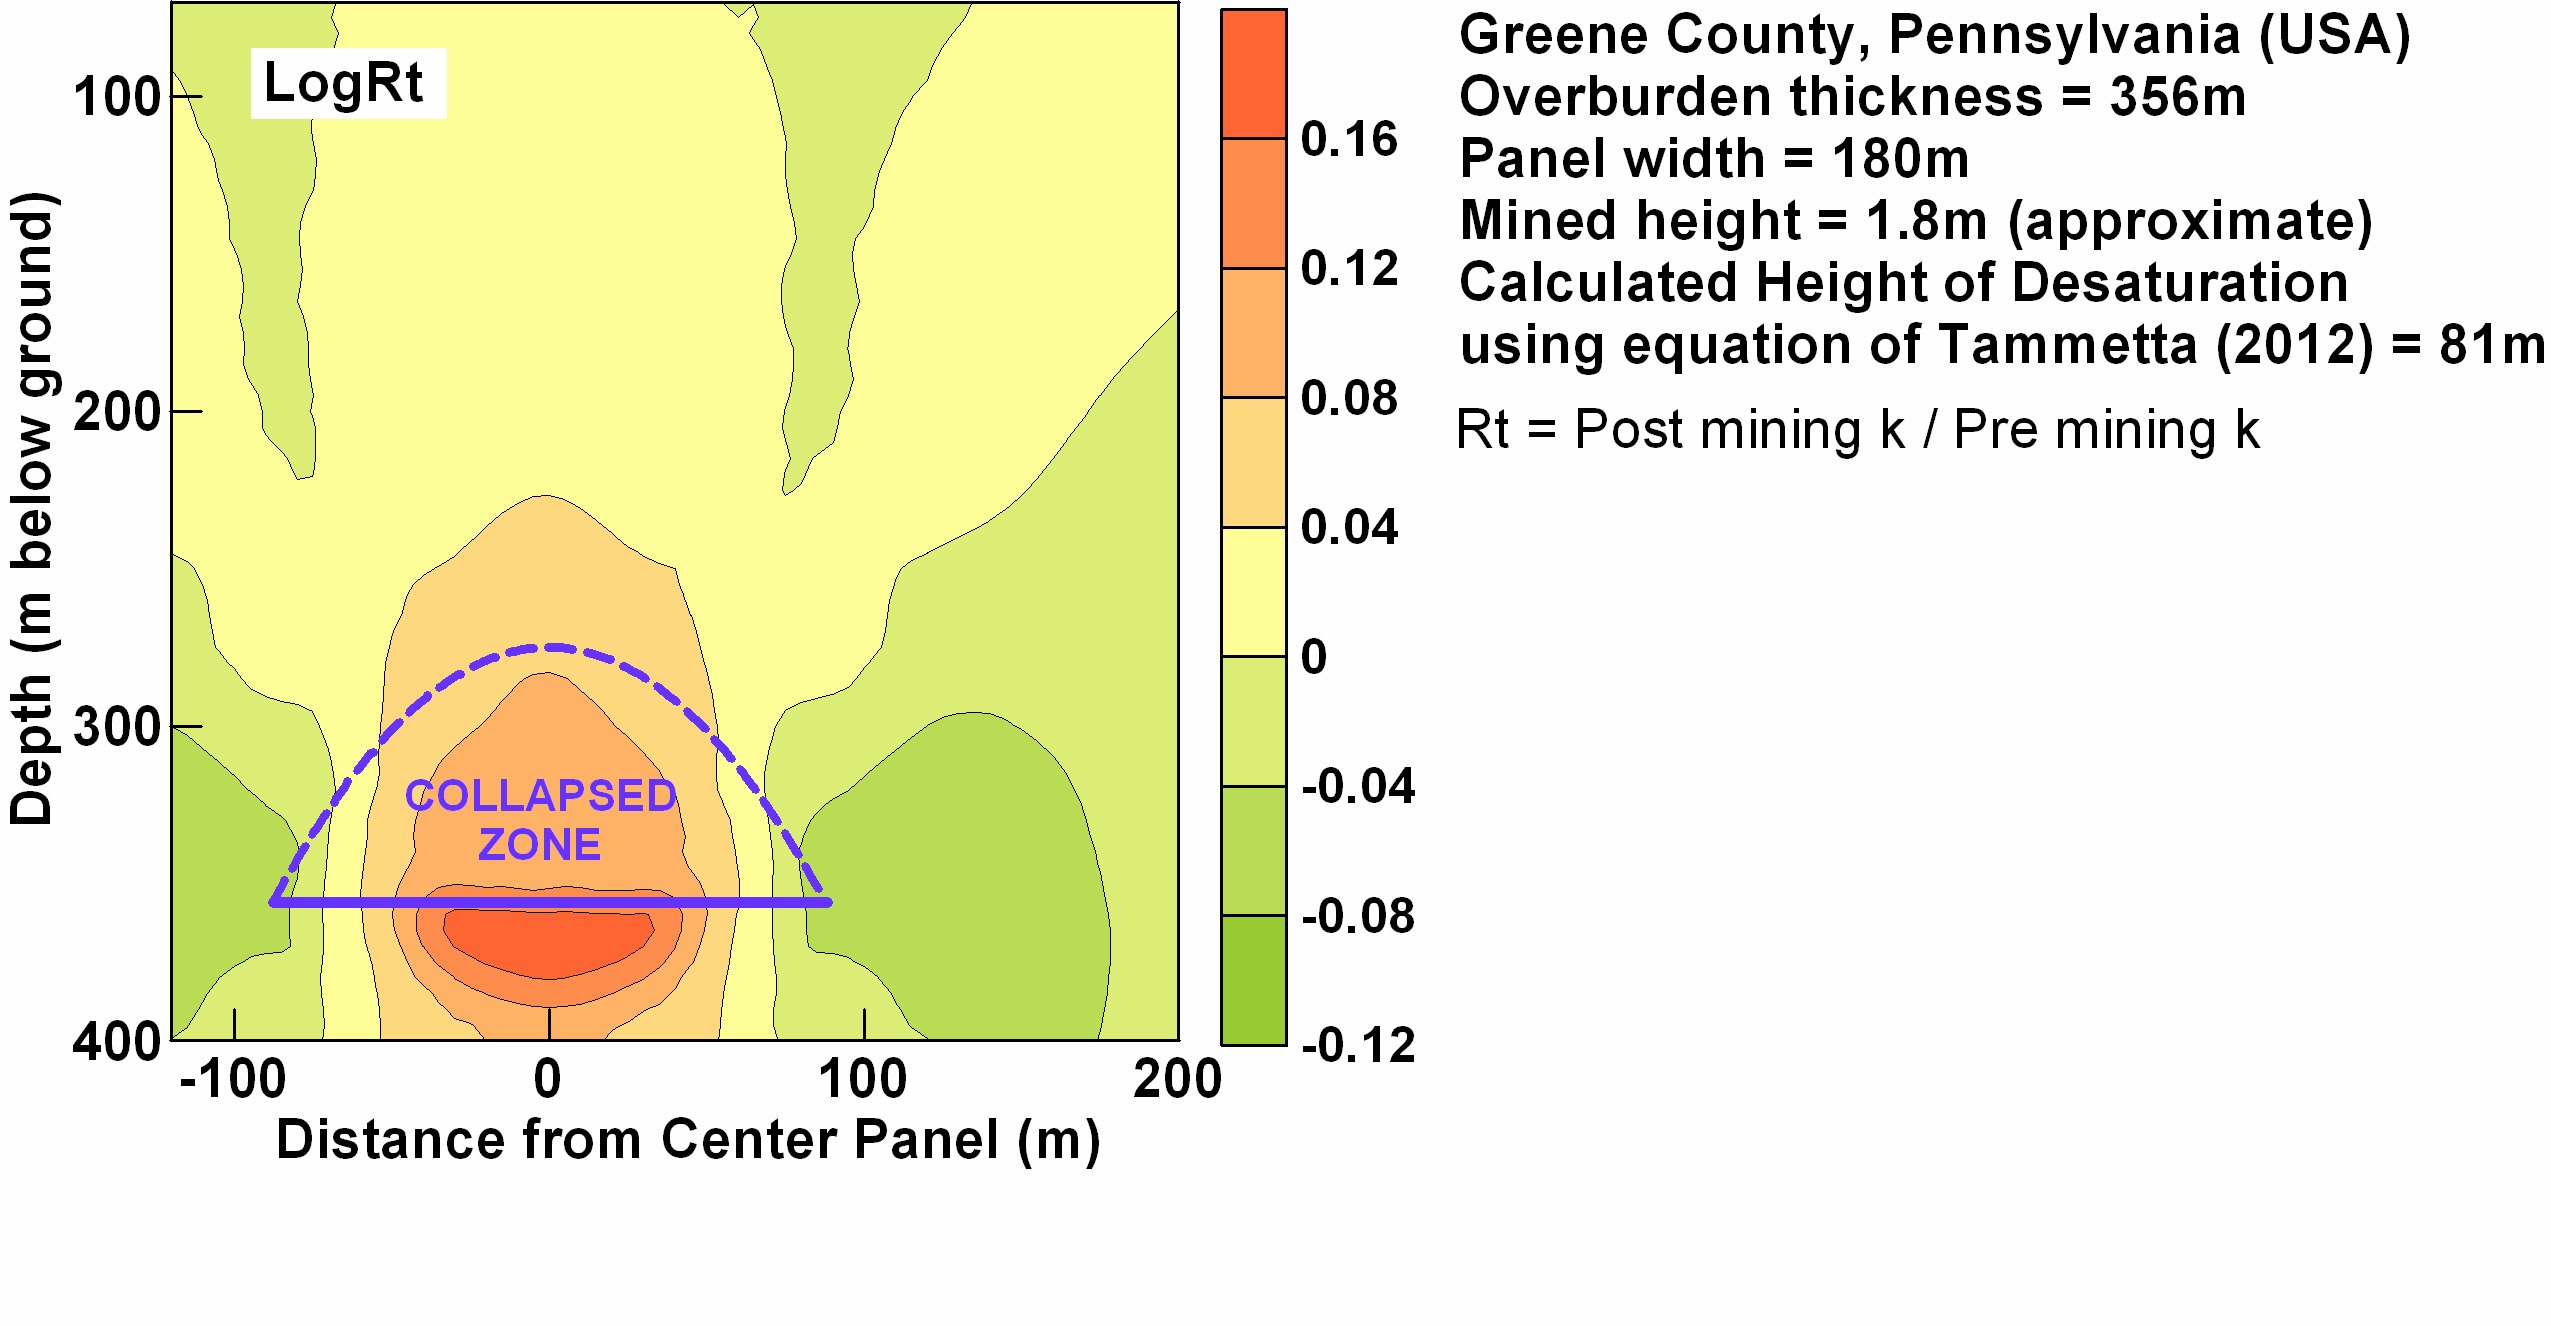 LogRt
Depth (m below ground)
100
200
300
400
-100
0
100
200
Distance from Center Panel (m)
COLLAPSED
ZONE
0.16
0.12
0.08
0.04
0
-0.04
-0.08
-0.12
Greene County, Pennsylvania (USA)
Overburden thickness = 356m
Panel width = 180m
Mined height = 1.8m (approximate)
Calculated Height of Desaturation
using equation of Tammetta (2012) = 81m
Rt = Post mining k / Pre mining k